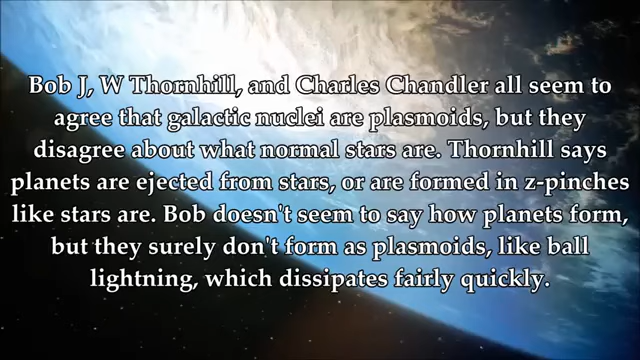 Bob J, W Thornhill, and Charles Chandler all seem to
agree that galactic nuclei are plasmoids, but they
disagree about what normal stars are. Thornhill says
planets are ejected from stars, or are formed in z-pinches
like stars are. Bob doesn't seem to say how planets form,
but they surely don't form as plasmoids, like ball
lightning, which dissipates fairly quickly.